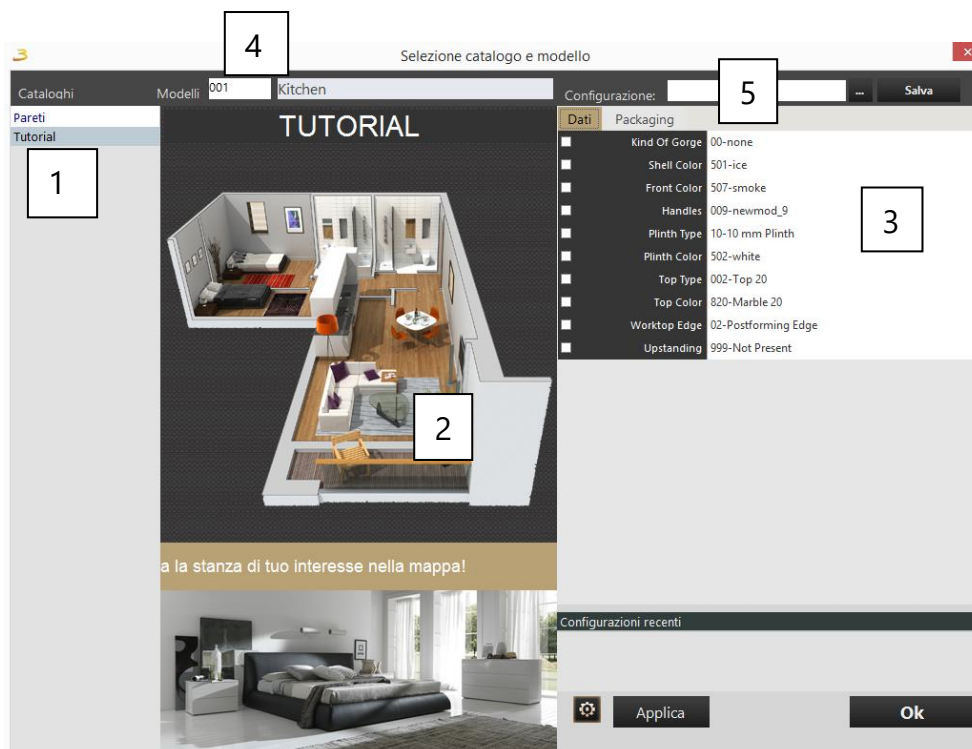 4
Selezione catalogo e modello
Cataloghi
Modelli 001 Kitchen
Configurazione: 5 ... Salva
Pareti
Tutorial
1
TUTORIAL
2
a la stanza di tuo interesse nella mappa!
Dati Packaging
Kind Of Gorge 00-none
Shell Color 501-ice
Front Color 507-smoke
Handles 009-newmod_9
Plinth Type 10-10 mm Plinth
Plinth Color 502-white
Top Type 002-Top 20
Top Color 820-Marble 20
Worktop Edge 02-Postforming Edge
Upstanding 999-Not Present
3
Configurazioni recenti
Applica
Ok